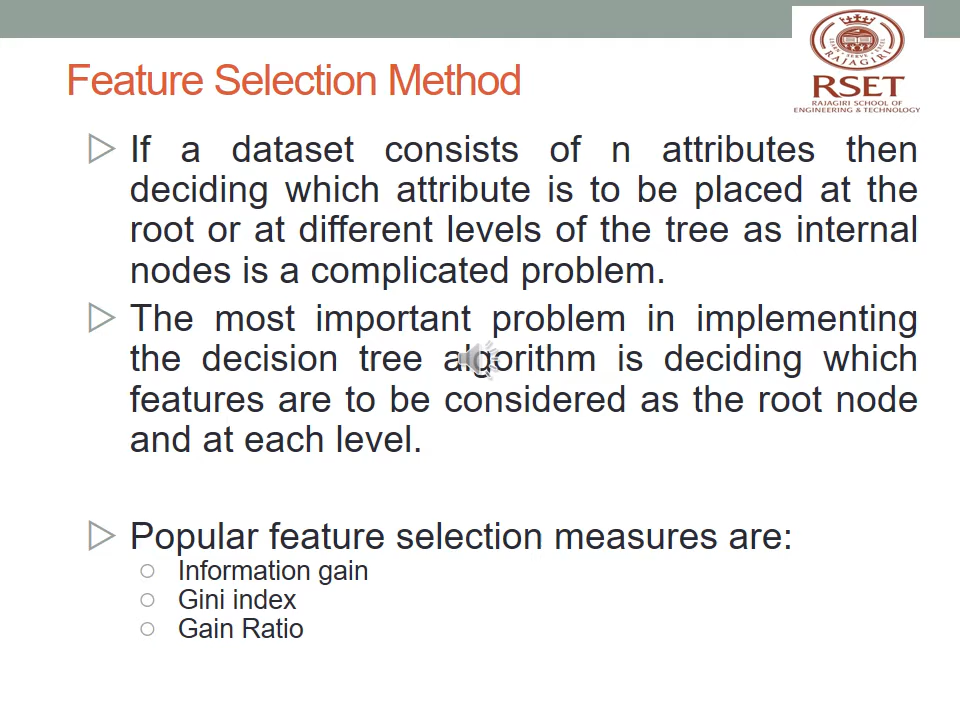 RAJAGIRI
RSET
RAJAGIRI SCHOOL OF
ENGINEERING & TECHNOLOGY
Feature Selection Method
If a dataset consists of n attributes then
deciding which attribute is to be placed at the
root or at different levels of the tree as internal
nodes is a complicated problem.
The most important problem in implementing
the decision tree algorithm is deciding which
features are to be considered as the root node
and at each level.
Popular feature selection measures are:
Information gain
Gini index
Gain Ratio